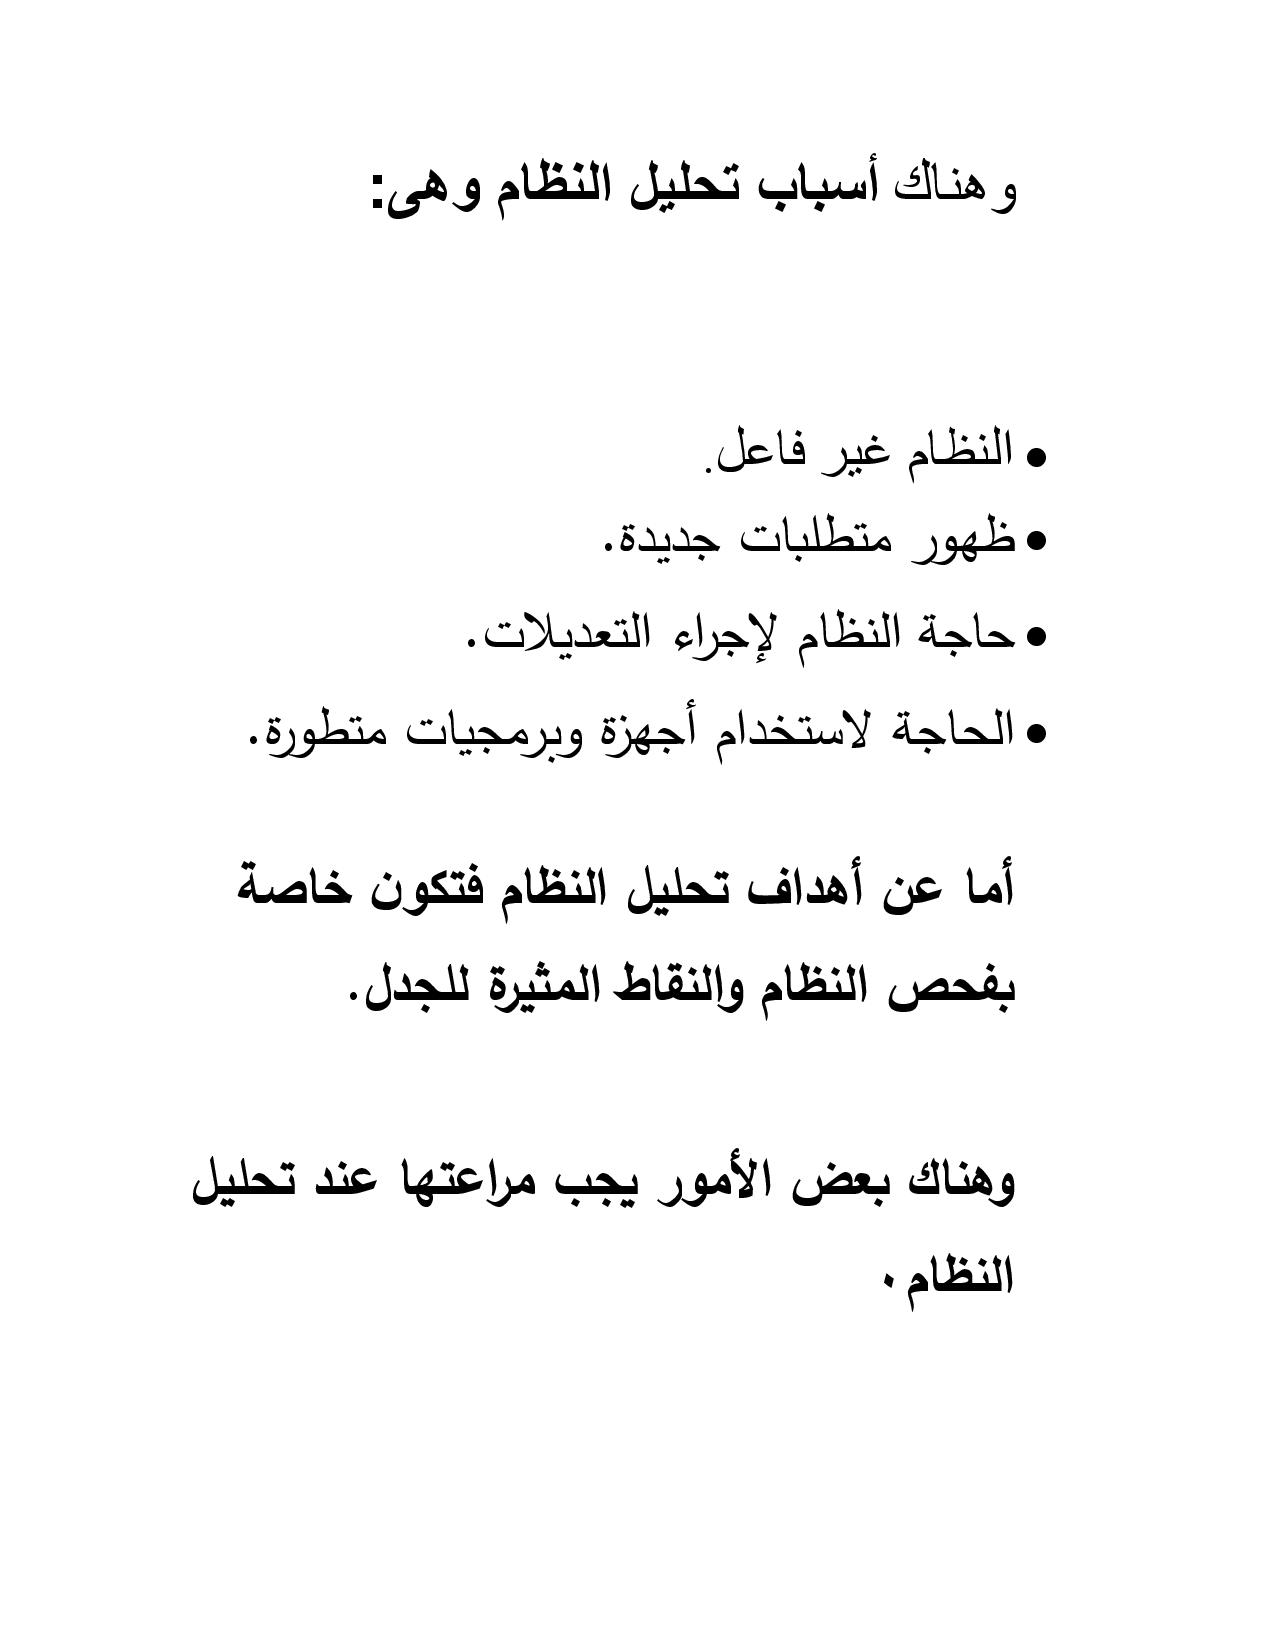 وهناك أسباب تحليل النظام وهى:
• النظام غير فاعل.
• ظهور متطلبات جديدة.
• حاجة النظام لإجراء التعديلات.
• الحاجة لاستخدام أجهزة وبرمجيات متطورة.
أما عن أهداف تحليل النظام فتكون خاصة
بفحص النظام والنقاط المثيرة للجدل.
وهناك بعض الأمور يجب مراعتها عند تحليل
النظام٠